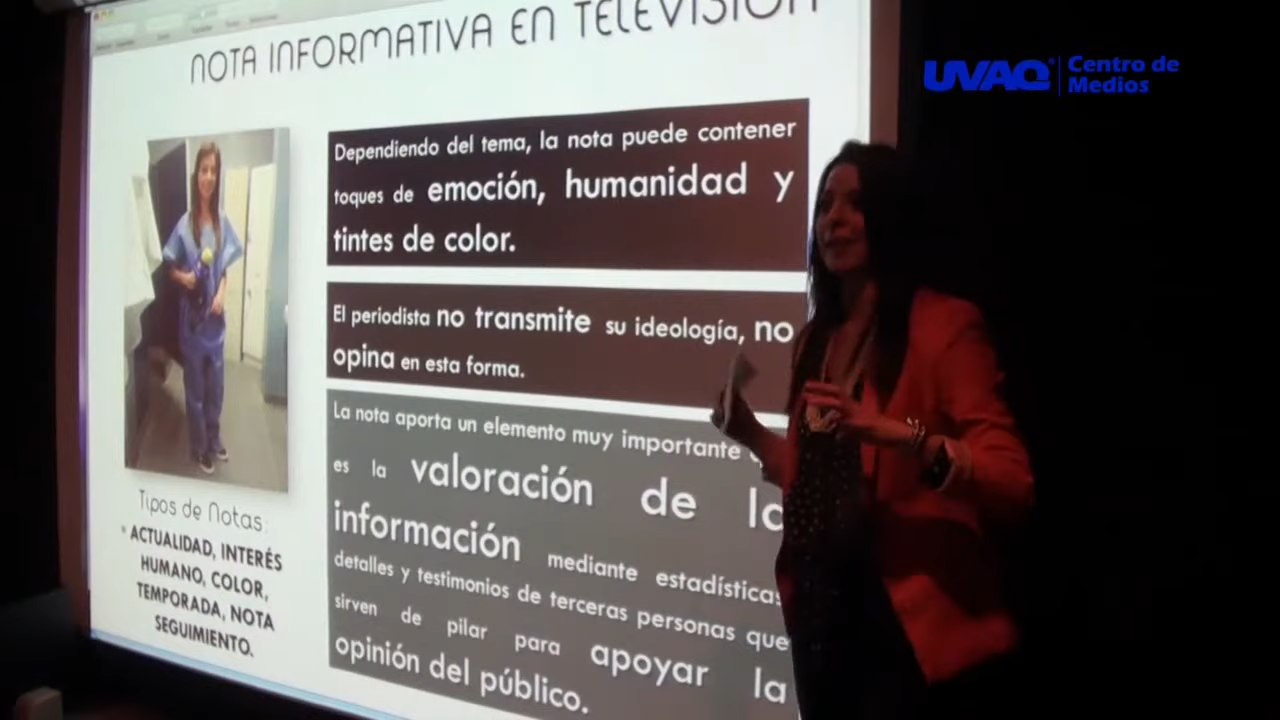 NOTA INFORMATIVA EN TELEVISIÓN
UVAQ
Centro de
Medios
Dependiendo del tema, la nota puede contener
toques de emoción, humanidad y
tintes de color.
El periodista no transmite su ideología, no
opina en esta forma.
La nota aporta un elemento muy importante
es la valoración de la
información mediante estadísticas
detalles y testimonios de terceras personas que
sirven de pilar para apoyar la
opinión del público.
Tipos de Notas:
* ACTUALIDAD, INTERÉS
HUMANO, COLOR,
TEMPORADA, NOTA
SEGUIMIENTO.